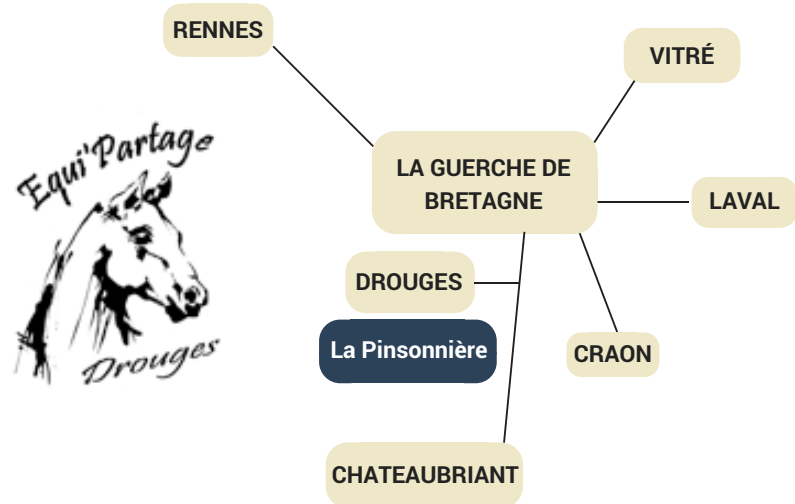 RENNES
VITRÉ
Equi'Partage
LA GUERCHE DE
BRETAGNE
LAVAL
DROUGES
La Pinsonnière
CRAON
Drouges
CHATEAUBRIANT